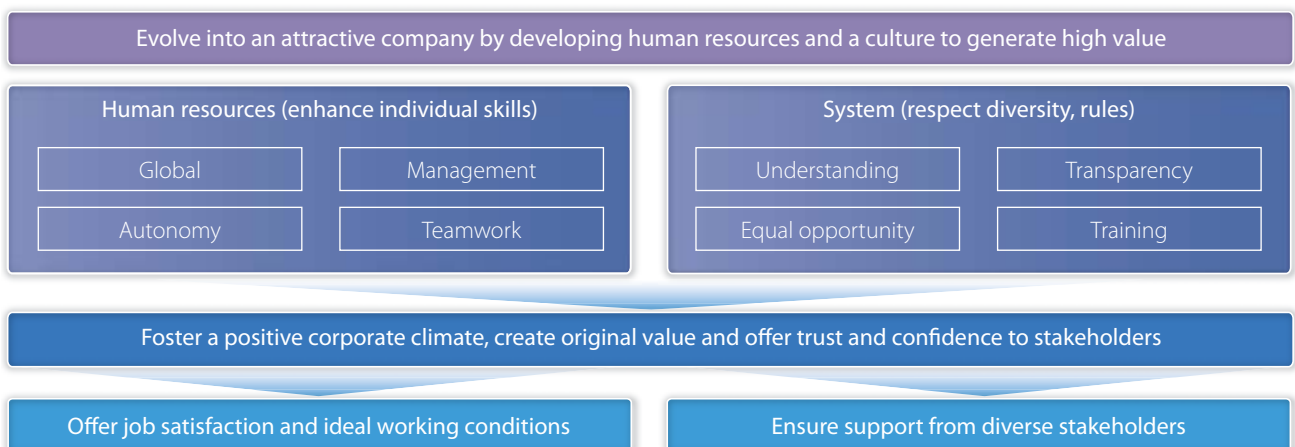 Evolve into an attractive company by developing human resources and a culture to generate high value
Human resources (enhance individual skills)
Global
Management
Autonomy
Teamwork
System (respect diversity, rules)
Understanding
Transparency
Equal opportunity
Training
Foster a positive corporate climate, create original value and offer trust and confidence to stakeholders
Offer job satisfaction and ideal working conditions
Ensure support from diverse stakeholders